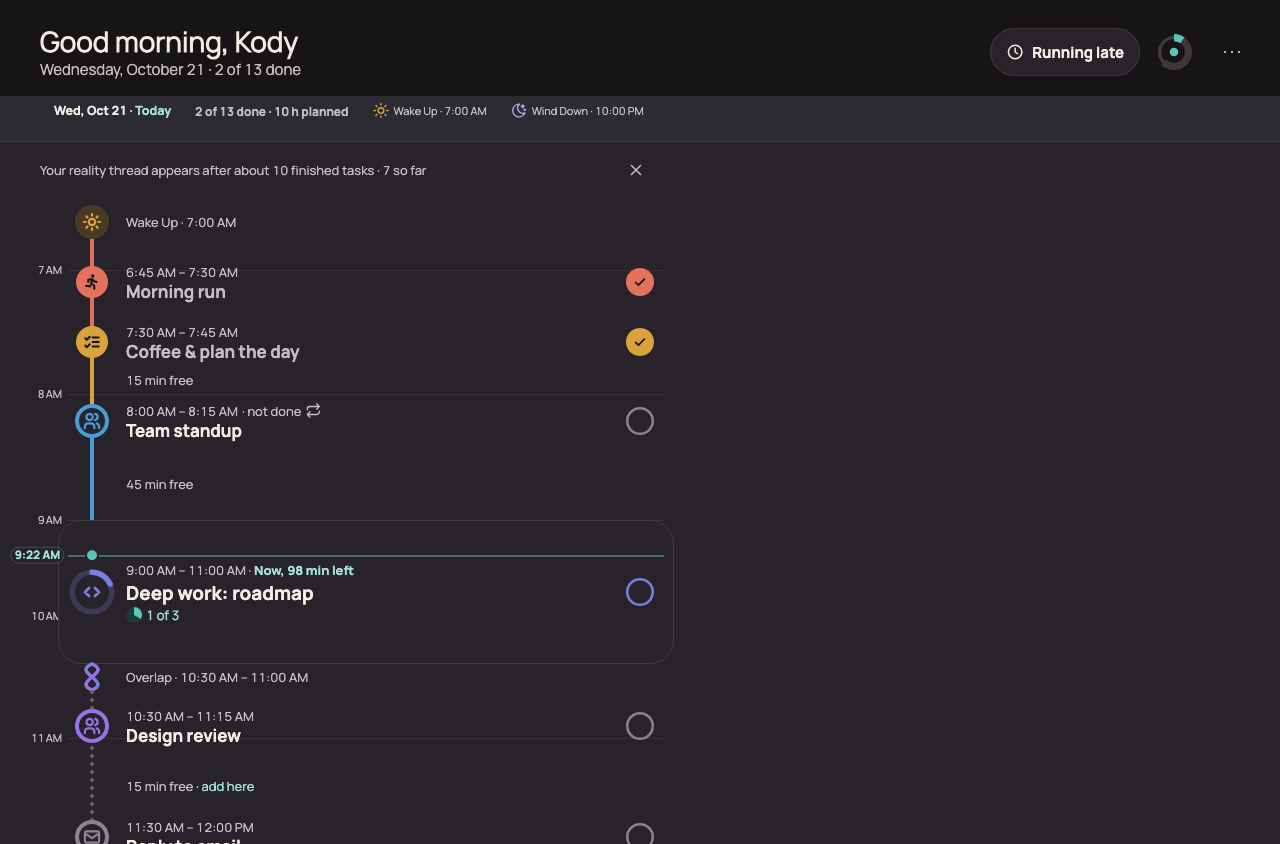 Good morning, Kody
Wednesday, October 21 · 2 of 13 done
Running late
Wed, Oct 21 · Today
2 of 13 done · 10 h planned
Wake Up · 7:00 AM
Wind Down · 10:00 PM
Your reality thread appears after about 10 finished tasks · 7 so far
Wake Up · 7:00 AM
7 AM
6:45 AM – 7:30 AM
Morning run
7:30 AM – 7:45 AM
Coffee & plan the day
15 min free
8 AM
8:00 AM – 8:15 AM · not done
Team standup
45 min free
9 AM
9:22 AM
9:00 AM – 11:00 AM · Now, 98 min left
Deep work: roadmap
1 of 3
10 AM
Overlap · 10:30 AM – 11:00 AM
10:30 AM – 11:15 AM
Design review
11 AM
15 min free · add here
11:30 AM – 12:00 PM
Reply to email